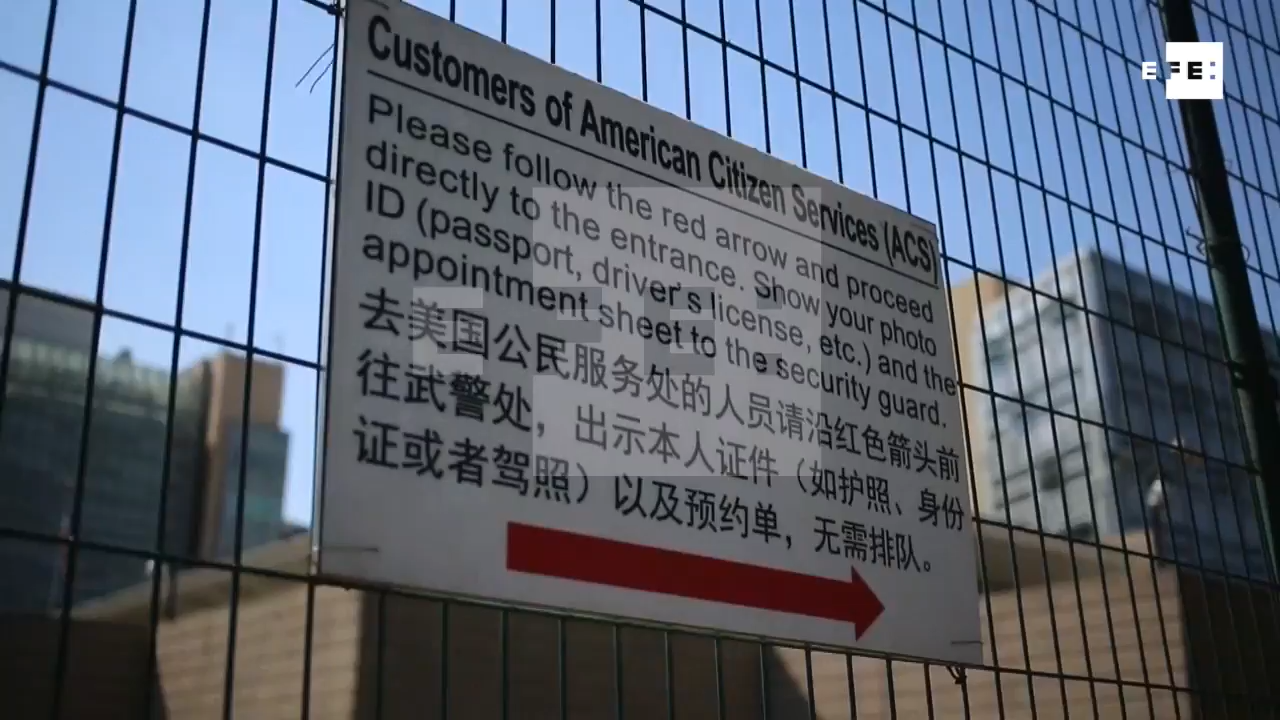 Customers of American Citizen Services (ACS)
Please follow the red arrow and proceed
directly to the entrance. Show your photo
ID (passport, driver's license, etc.) and the
appointment sheet to the security guard.
去美国公民服务处的人员请沿红色箭头前
往武警处，出示本人证件（如护照、身份
证或者驾照）以及预约单，无需排队。
EFE:
EFE: